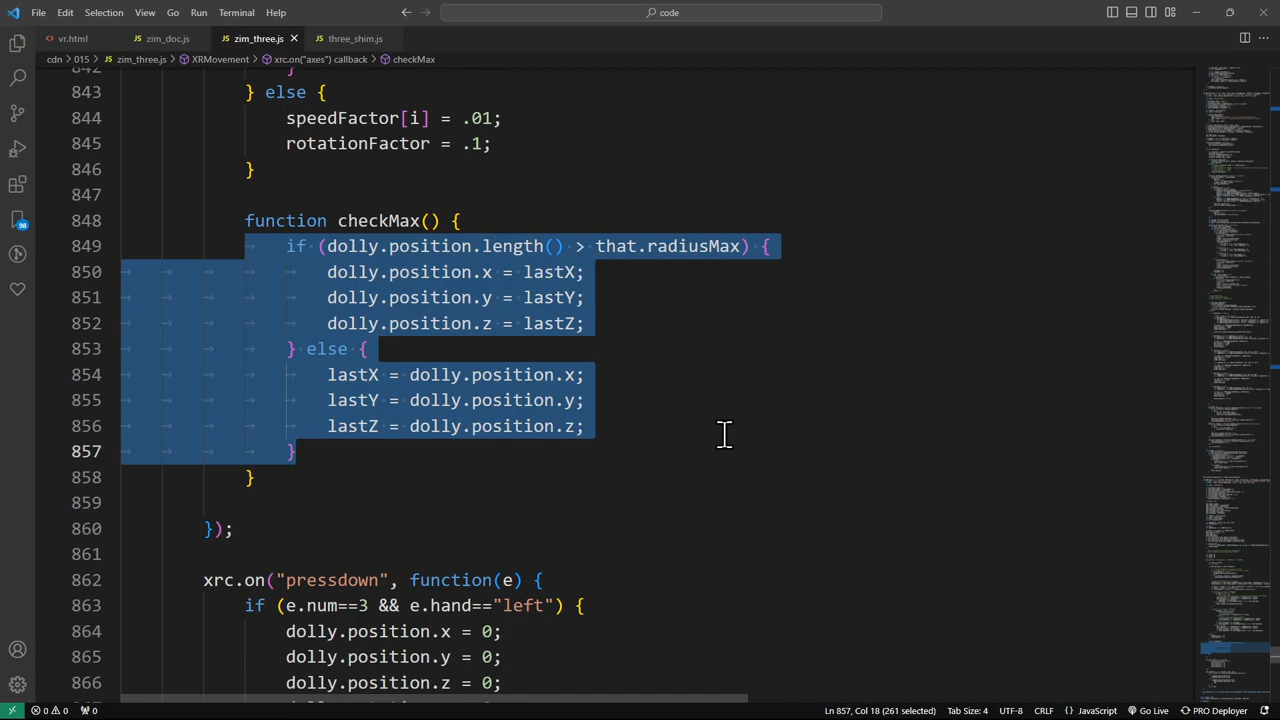 File Edit Selection View Go Run Terminal Help
code
vr.html zim_doc.js zim_three.js three_shim.js
cdn > 015 > zim_three.js > XRMovement > xrc.on("axes") callback > checkMax
842 }
843 } else {
844 speedFactor[i] = .01;
845 rotationFactor = .1;
846 }
847
848 function checkMax() {
849 if (dolly.position.length() > that.radiusMax) {
850 dolly.position.x = lastX;
851 dolly.position.y = lastY;
852 dolly.position.z = lastZ;
853 } else {
854 lastX = dolly.position.x;
855 lastY = dolly.position.y;
856 lastZ = dolly.position.z;
857 }
858 }
859
860 });
861
862 xrc.on("pressdown", function(e) {
863 if (e.num==3 && e.hand=="left") {
864 dolly.position.x = 0;
865 dolly.position.y = 0;
866 dolly.position.z = 0;
98
0 0 Ln 857, Col 18 (261 selected) Tab Size: 4 UTF-8 CRLF {} JavaScript Go Live PRO Deployer